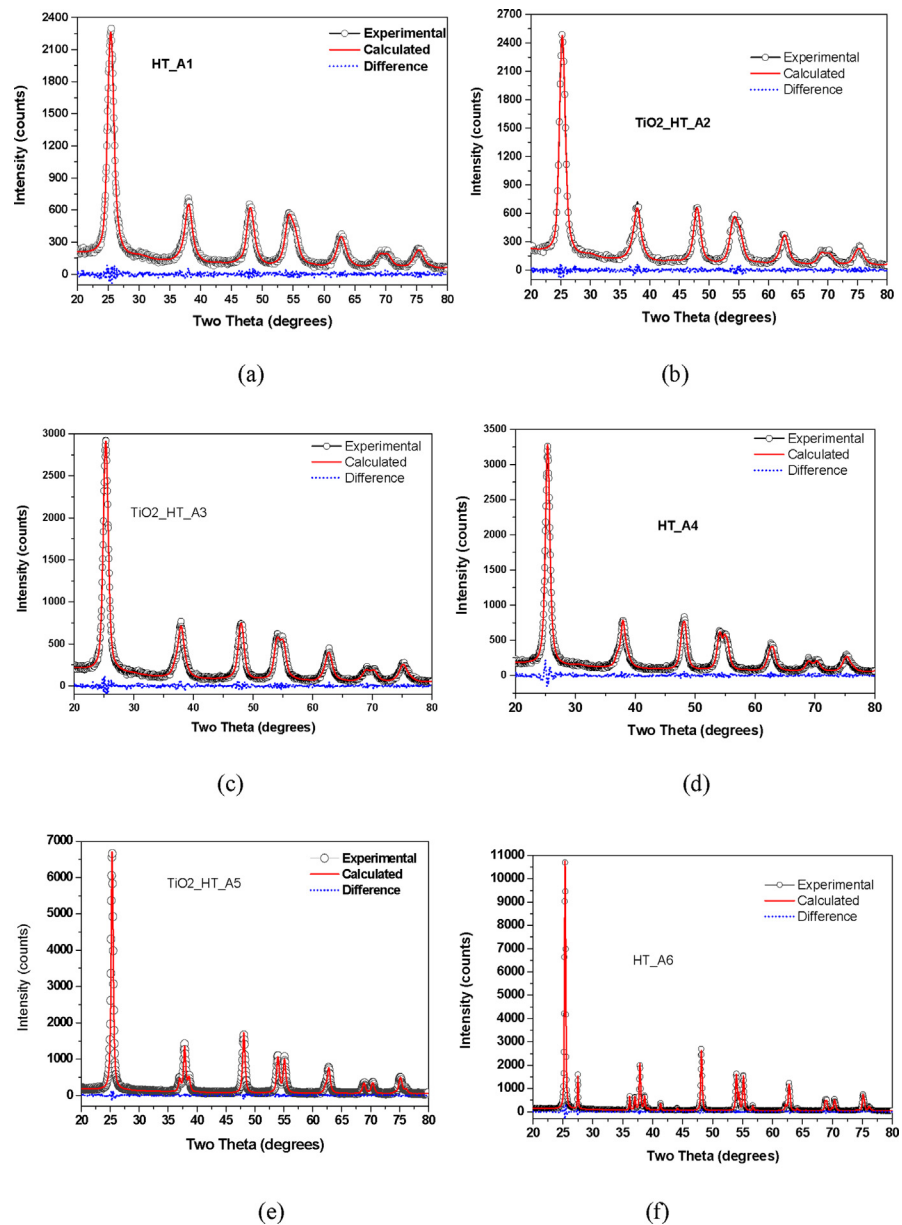 2400
2100
1800
1500
1200
900
600
300
0
Intensity (counts)
HT_A1
Experimental
Calculated
Difference
20 25 30 35 40 45 50 55 60 65 70 75 80
Two Theta (degrees)
(a)
2700
2400
2100
1800
1500
1200
900
600
300
0
Intensity (counts)
TiO2_HT_A2
Experimental
Calculated
Difference
20 25 30 35 40 45 50 55 60 65 70 75 80
Two Theta (degrees)
(b)
3000
2500
2000
1500
1000
500
0
Intensity (counts)
TiO2_HT_A3
Experimental
Calculated
Difference
20 30 40 50 60 70 80
Two Theta (degrees)
(c)
3500
3000
2500
2000
1500
1000
500
0
Intensity (counts)
HT_A4
Experimental
Calculated
Difference
20 30 40 50 60 70 80
Two Theta (degrees)
(d)
7000
6000
5000
4000
3000
2000
1000
0
Intensity (counts)
TiO2_HT_A5
Experimental
Calculated
Difference
20 25 30 35 40 45 50 55 60 65 70 75 80
Two Theta (degrees)
(e)
11000
10000
9000
8000
7000
6000
5000
4000
3000
2000
1000
0
Intensity (counts)
HT_A6
Experimental
Calculated
Difference
20 25 30 35 40 45 50 55 60 65 70 75 80
Two Theta (degrees)
(f)